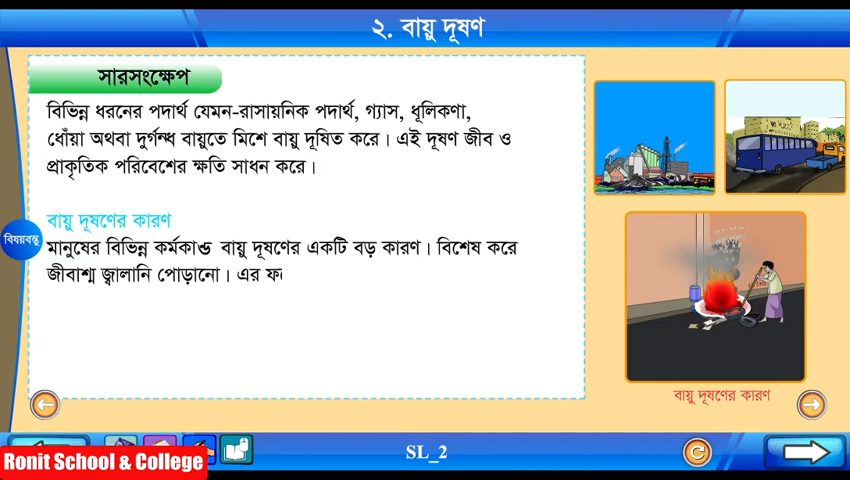 ২. বায়ু দূষণ
সারসংক্ষেপ
বিভিন্ন ধরনের পদার্থ যেমন-রাসায়নিক পদার্থ, গ্যাস, ধূলিকণা,
ধোঁয়া অথবা দুর্গন্ধ বায়ুতে মিশে বায়ু দূষিত করে। এই দূষণ জীব ও
প্রাকৃতিক পরিবেশের ক্ষতি সাধন করে।
বায়ু দূষণের কারণ
বিষয়বস্তু
মানুষের বিভিন্ন কর্মকাণ্ড বায়ু দূষণের একটি বড় কারণ। বিশেষ করে
জীবাশ্ম জ্বালানি পোড়ানো। এর ফ
বায়ু দূষণের কারণ
SL_2
Ronit School & College